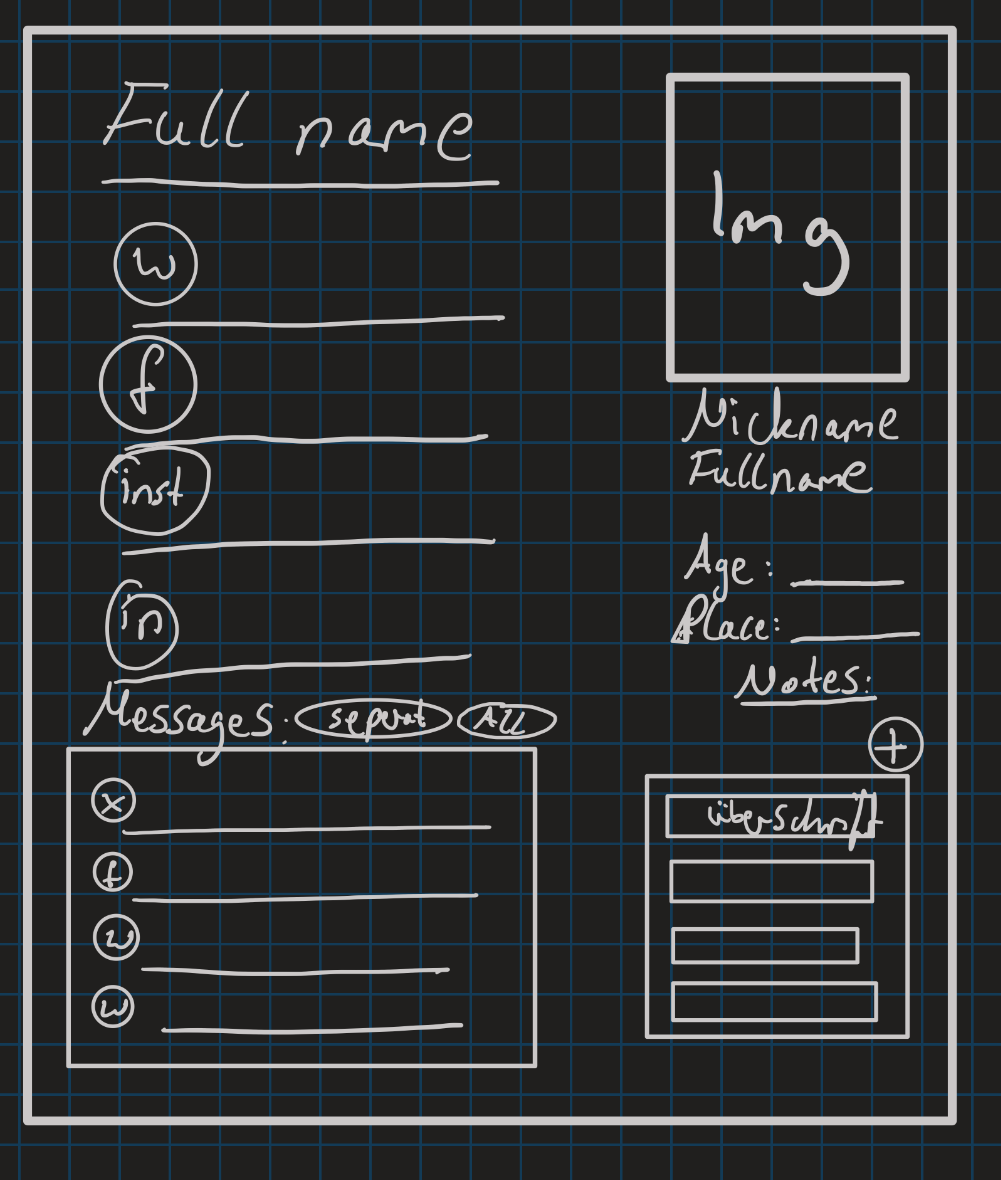 Full name
w
f
inst
in
Messages: seperat All
x
f
w
w
Img
Nickname
Fullname
Age:
Place:
Notes:
+
überschrift